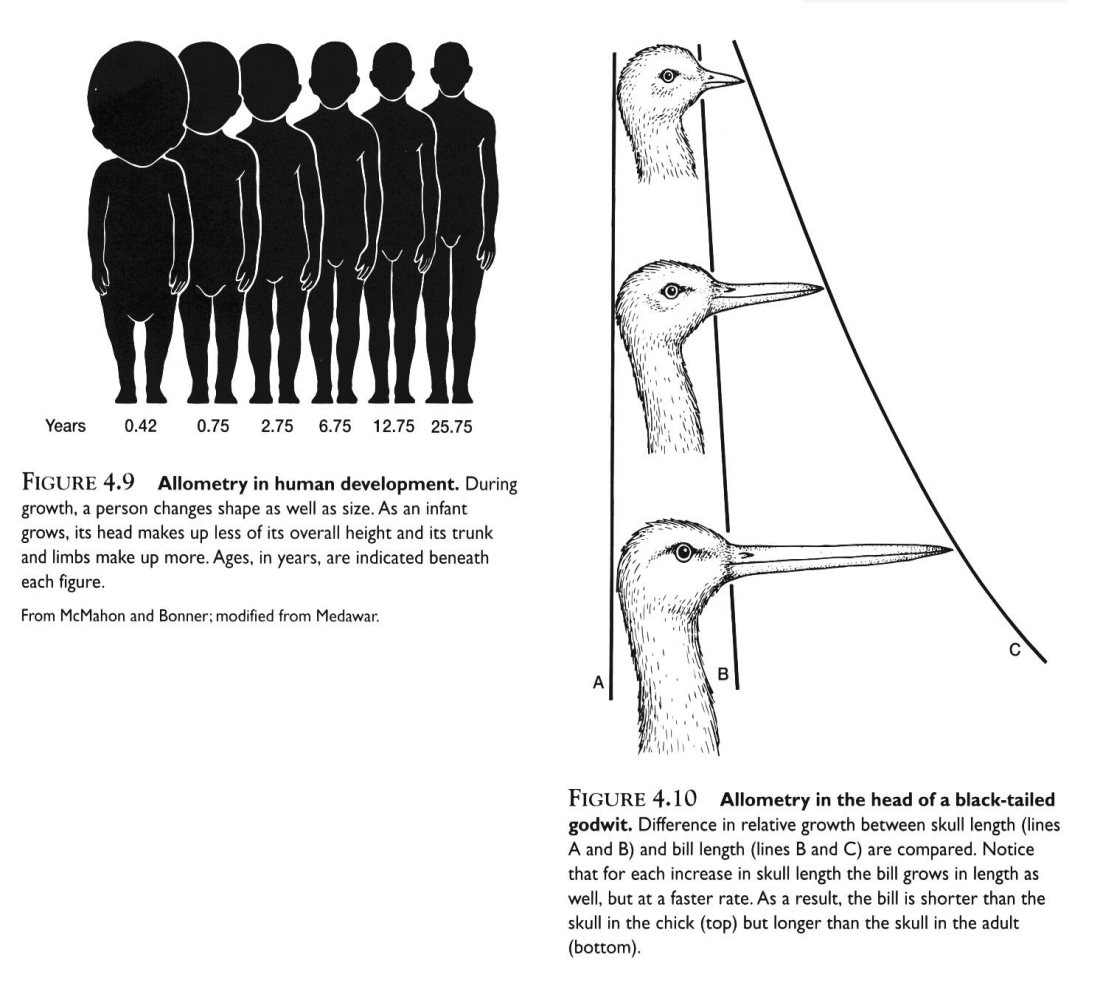 Years 0.42 0.75 2.75 6.75 12.75 25.75
FIGURE 4.9 Allometry in human development. During
growth, a person changes shape as well as size. As an infant
grows, its head makes up less of its overall height and its trunk
and limbs make up more. Ages, in years, are indicated beneath
each figure.
From McMahon and Bonner; modified from Medawar.
C
A
B
FIGURE 4.10 Allometry in the head of a black-tailed
godwit. Difference in relative growth between skull length (lines
A and B) and bill length (lines B and C) are compared. Notice
that for each increase in skull length the bill grows in length as
well, but at a faster rate. As a result, the bill is shorter than the
skull in the chick (top) but longer than the skull in the adult
(bottom).